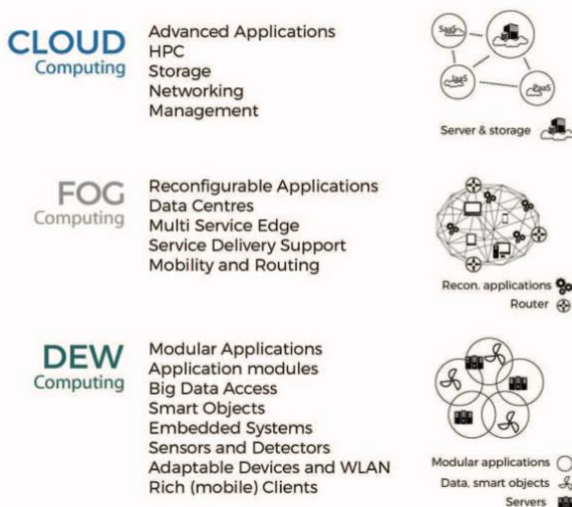 CLOUD
Computing
Advanced Applications
HPC
Storage
Networking
Management
SaaS
IaaS
PaaS
Server & storage
FOG
Computing
Reconfigurable Applications
Data Centres
Multi Service Edge
Service Delivery Support
Mobility and Routing
Recon. applications
Router
DEW
Computing
Modular Applications
Application modules
Big Data Access
Smart Objects
Embedded Systems
Sensors and Detectors
Adaptable Devices and WLAN
Rich (mobile) Clients
Modular applications
Data, smart objects
Servers